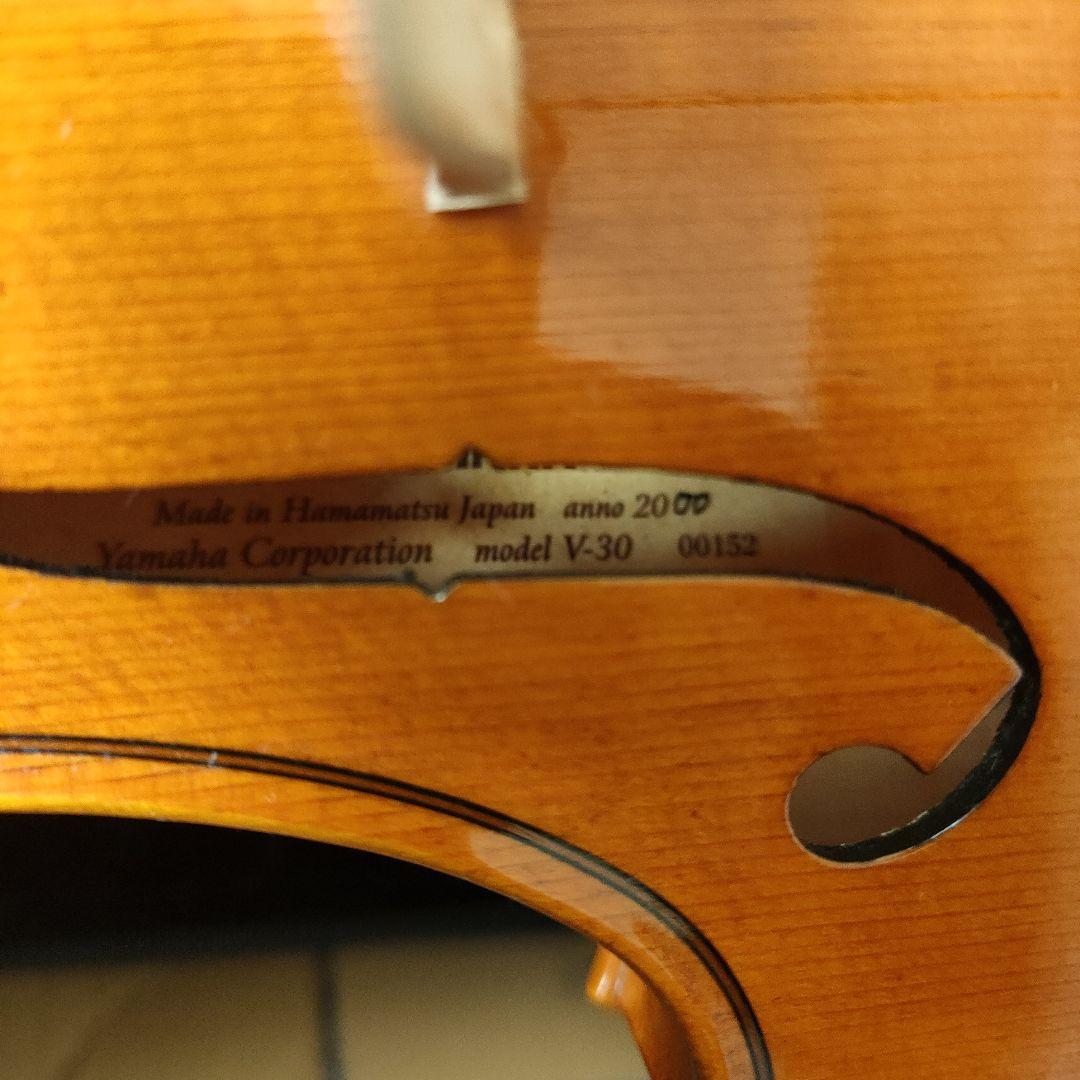 Made in Hamamatsu Japan anno 2000
Yamaha Corporation model V-30 00152